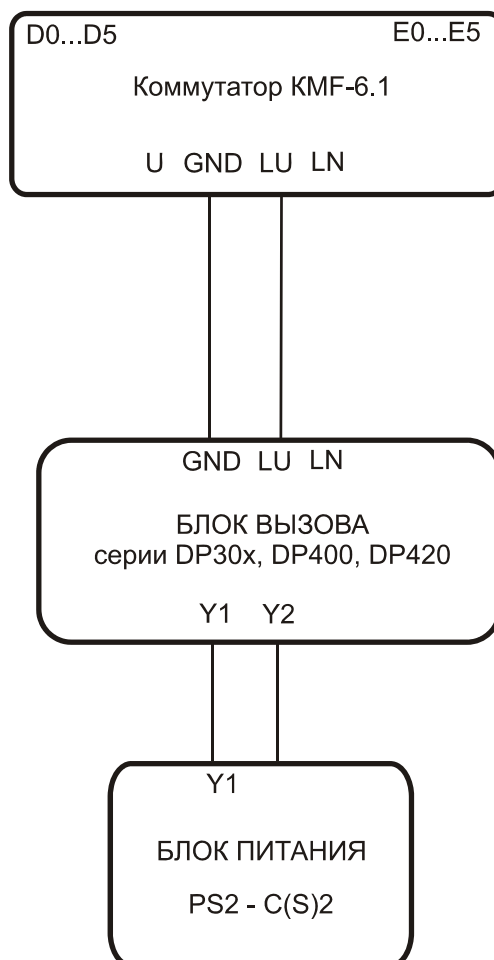 D0...D5 E0...E5
Коммутатор KMF-6.1
U GND LU LN
GND LU LN
БЛОК ВЫЗОВА
серии DP30x, DP400, DP420
Y1 Y2
Y1
БЛОК ПИТАНИЯ
PS2 - C(S)2